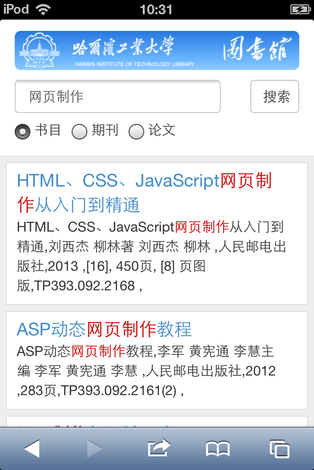 iPod 10:31
哈爾濱工業大學 圖書館
HARBIN INSTITUTE OF TECHNOLOGY LIBRARY
网页制作 搜索
书目 期刊 论文
HTML、CSS、JavaScript网页制
作从入门到精通
HTML、CSS、JavaScript网页制作从入门到
精通,刘西杰 柳林著 刘西杰 柳林 ,人民邮电出
版社,2013 ,[16], 450页, [8] 页图
版,TP393.092.2168 ,
ASP动态网页制作教程
ASP动态网页制作教程,李军 黄宪通 李慧主
编 李军 黄宪通 李慧 ,人民邮电出版社,2012
,283页,TP393.092.2161(2) ,